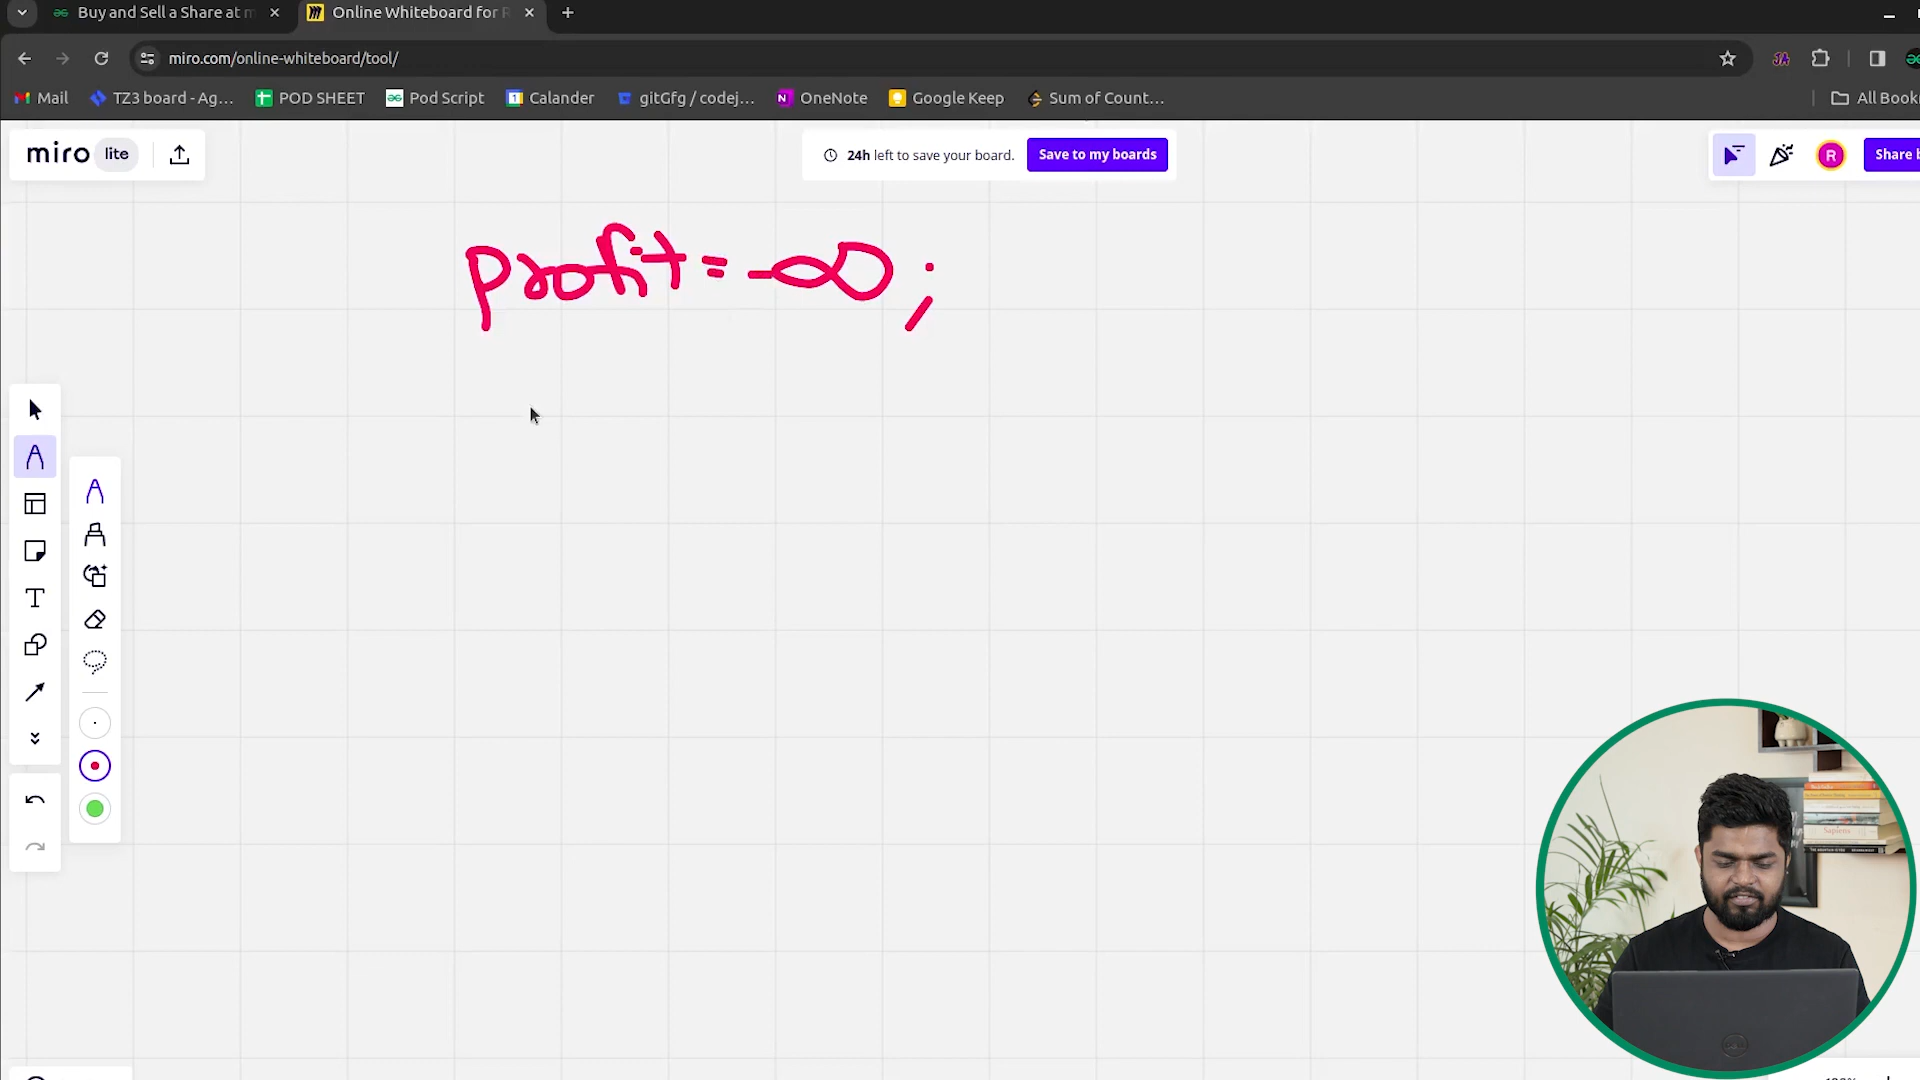 Buy and Sell a Share at m
Online Whiteboard for R
miro.com/online-whiteboard/tool/
Mail
TZ3 board - Ag...
POD SHEET
Pod Script
Calander
gitGfg / codej...
OneNote
Google Keep
Sum of Count...
All Book
miro lite
24h left to save your board.
Save to my boards
R
Share b
profit = -∞;
Sapiens